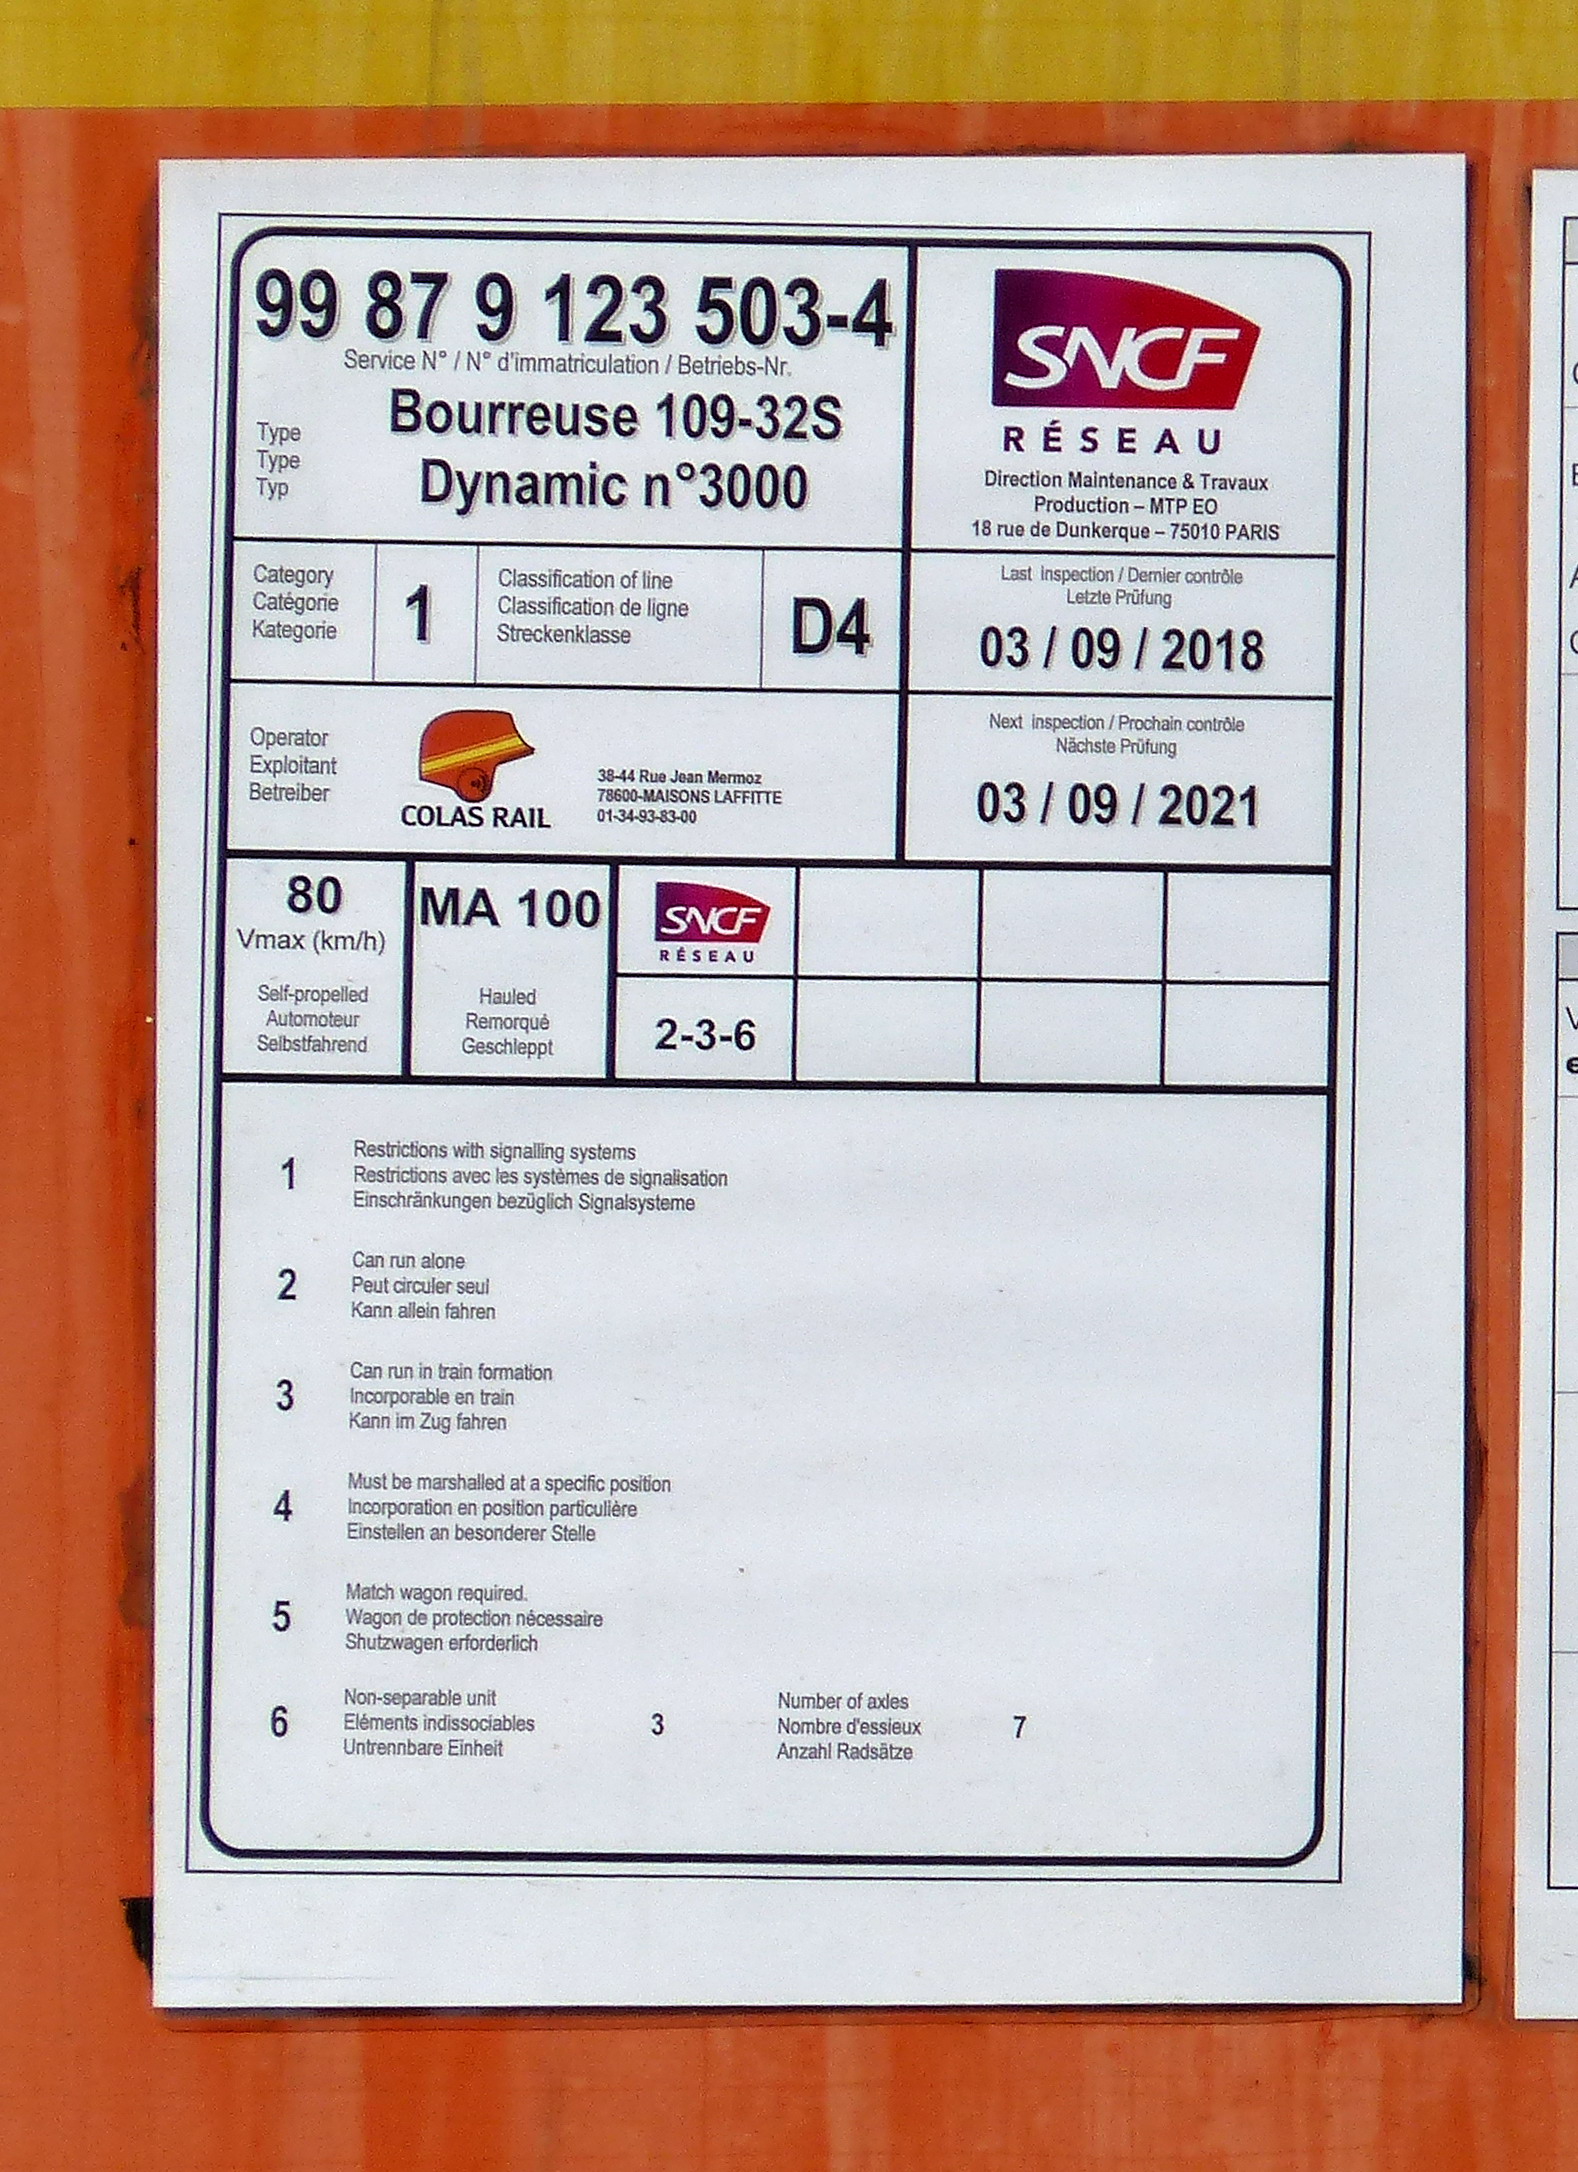 99 87 9 123 503-4
Service N° / N° d'immatriculation / Betriebs-Nr.
Type
Type
Typ
Bourreuse 109-32S
Dynamic n°3000
SNCF
RÉSEAU
Direction Maintenance & Travaux
Production – MTP EO
18 rue de Dunkerque – 75010 PARIS
Category
Catégorie
Kategorie
1
Classification of line
Classification de ligne
Streckenklasse
D4
Last inspection / Dernier contrôle
Letzte Prüfung
03 / 09 / 2018
Operator
Exploitant
Betreiber
COLAS RAIL
38-44 Rue Jean Mermoz
78600-MAISONS LAFFITTE
01-34-93-83-00
Next inspection / Prochain contrôle
Nächste Prüfung
03 / 09 / 2021
80
Vmax (km/h)
Self-propelled
Automoteur
Selbstfahrend
MA 100
Hauled
Remorqué
Geschleppt
SNCF
RÉSEAU
2-3-6
1
Restrictions with signalling systems
Restrictions avec les systèmes de signalisation
Einschränkungen bezüglich Signalsysteme
2
Can run alone
Peut circuler seul
Kann allein fahren
3
Can run in train formation
Incorporable en train
Kann im Zug fahren
4
Must be marshalled at a specific position
Incorporation en position particulière
Einstellen an besonderer Stelle
5
Match wagon required.
Wagon de protection nécessaire
Shutzwagen erforderlich
6
Non-separable unit
Eléments indissociables
Untrennbare Einheit
3
Number of axles
Nombre d'essieux
Anzahl Radsätze
7